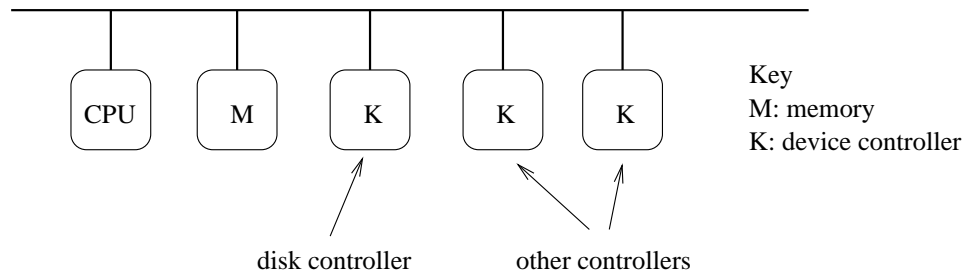 CPU
M
K
K
K
Key
M: memory
K: device controller
disk controller
other controllers